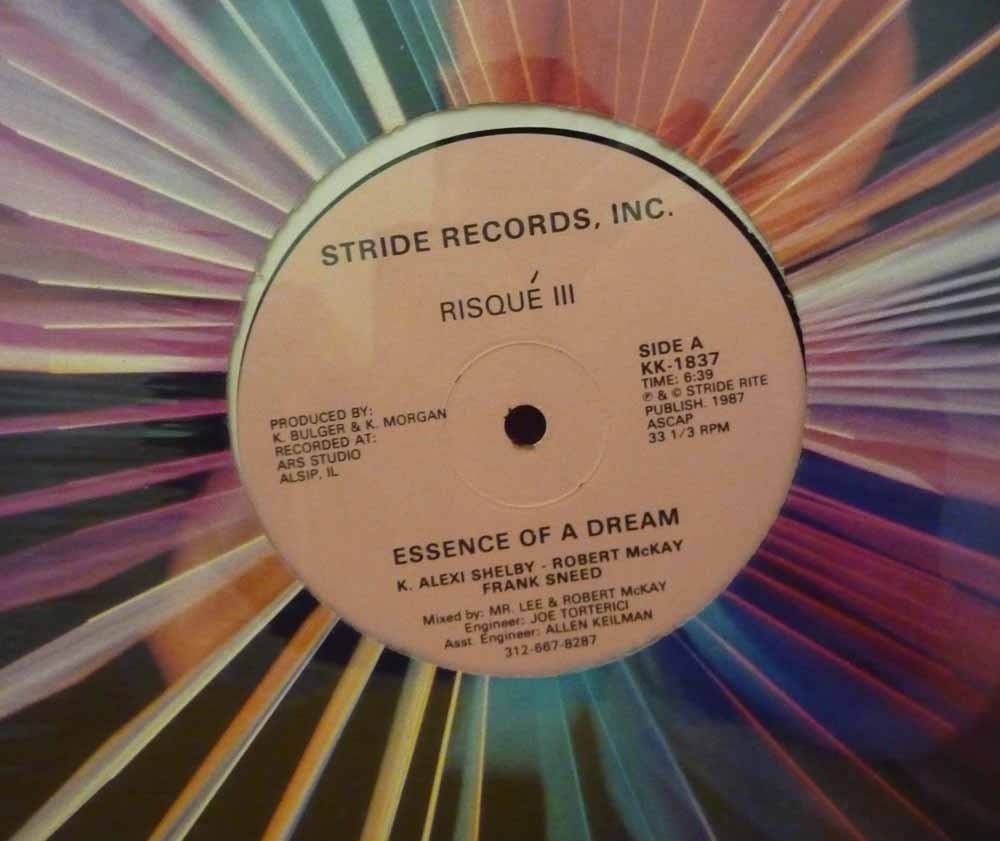 STRIDE RECORDS, INC.
RISQUÉ III
PRODUCED BY:
K. BULGER & K. MORGAN
RECORDED AT:
ARS STUDIO
ALSIP, IL
SIDE A
KK-1837
TIME: 6:39
℗ & © STRIDE RITE
PUBLISH. 1987
ASCAP
33 1/3 RPM
ESSENCE OF A DREAM
K. ALEXI SHELBY - ROBERT McKAY
FRANK SNEED
Mixed by: MR. LEE & ROBERT McKAY
Engineer: JOE TORTERICI
Asst. Engineer: ALLEN KEILMAN
312-667-8287